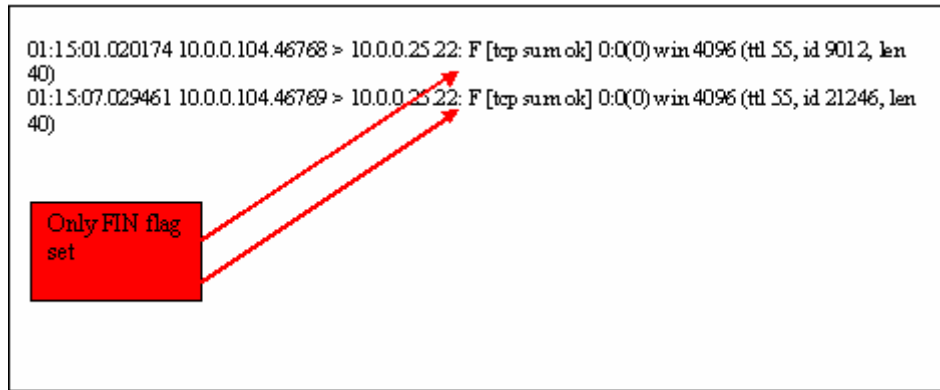 01:15:01.020174 10.0.0.104.46768 > 10.0.0.25.22: F [tcp sum ok] 0:0(0) win 4096 (ttl 55, id 9012, len
40)
01:15:07.029461 10.0.0.104.46769 > 10.0.0.25.22: F [tcp sum ok] 0:0(0) win 4096 (ttl 55, id 21246, len
40)
Only FIN flag
set